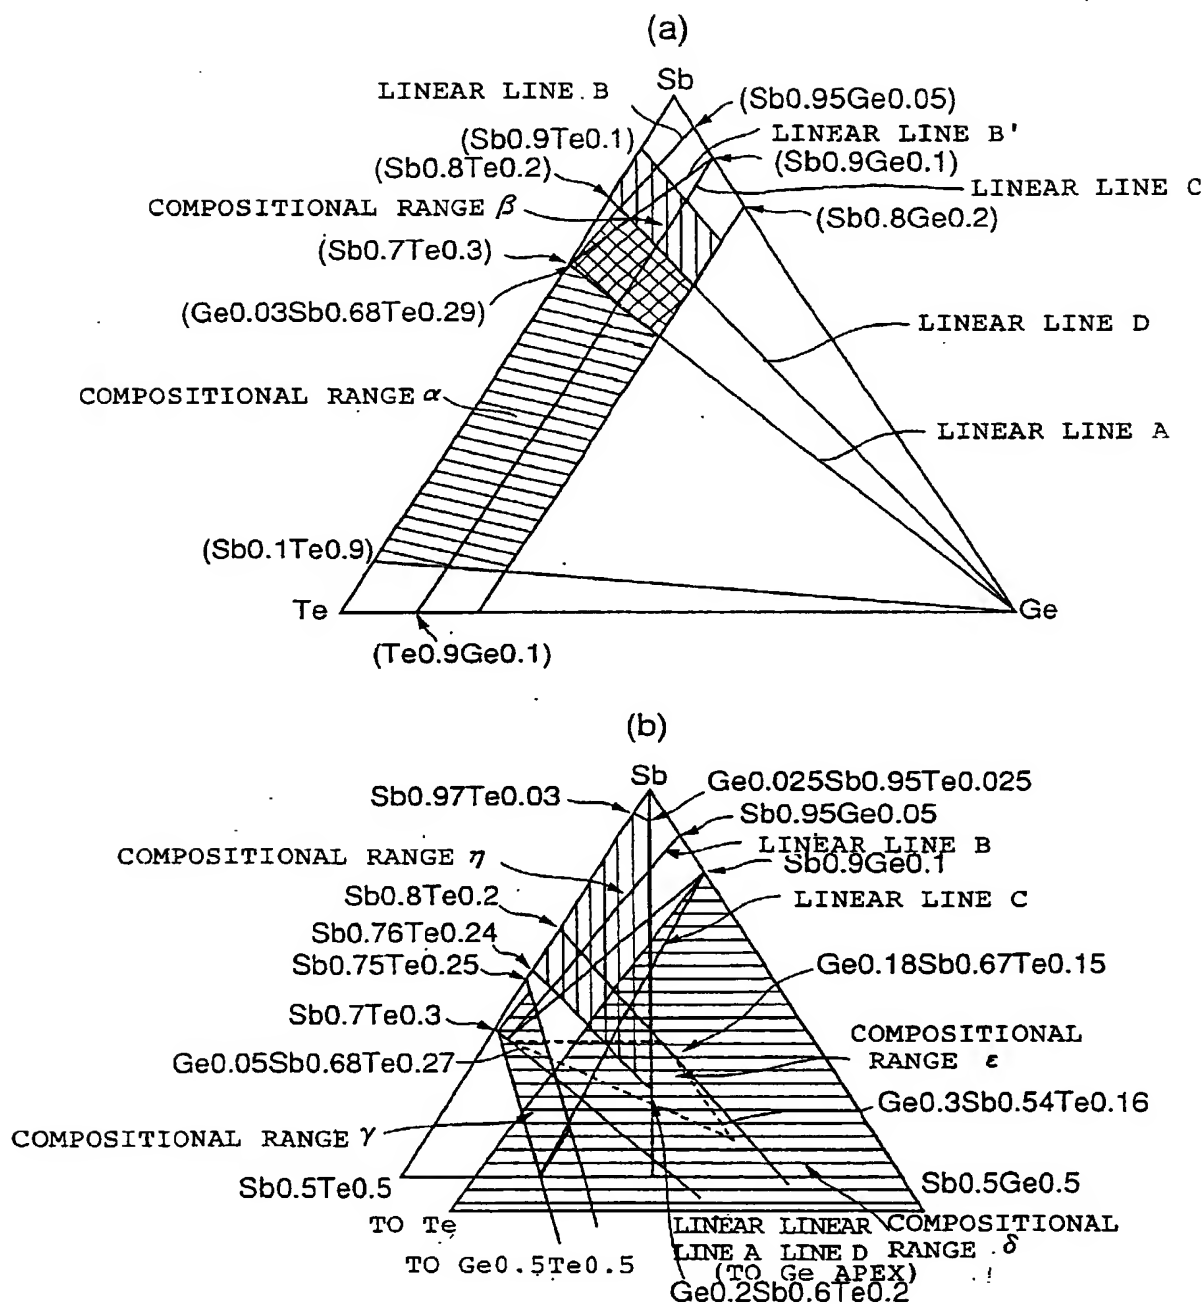 (a)
Sb
LINEAR LINE B
(Sb0.95Ge0.05)
(Sb0.9Te0.1)
LINEAR LINE B'
(Sb0.8Te0.2)
(Sb0.9Ge0.1)
LINEAR LINE C
COMPOSITIONAL RANGE β
(Sb0.8Ge0.2)
(Sb0.7Te0.3)
(Ge0.03Sb0.68Te0.29)
LINEAR LINE D
COMPOSITIONAL RANGE α
LINEAR LINE A
(Sb0.1Te0.9)
Te
Ge
(Te0.9Ge0.1)
(b)
Sb
Sb0.97Te0.03
Ge0.025Sb0.95Te0.025
Sb0.95Ge0.05
LINEAR LINE B
COMPOSITIONAL RANGE η
Sb0.9Ge0.1
Sb0.8Te0.2
LINEAR LINE C
Sb0.76Te0.24
Sb0.75Te0.25
Ge0.18Sb0.67Te0.15
Sb0.7Te0.3
COMPOSITIONAL
RANGE ε
Ge0.05Sb0.68Te0.27
Ge0.3Sb0.54Te0.16
COMPOSITIONAL RANGE γ
Sb0.5Te0.5
Sb0.5Ge0.5
TO Te
LINEAR LINEAR COMPOSITIONAL
LINE A LINE D RANGE δ
TO Ge0.5Te0.5
(TO Ge APEX)
Ge0.2Sb0.6Te0.2